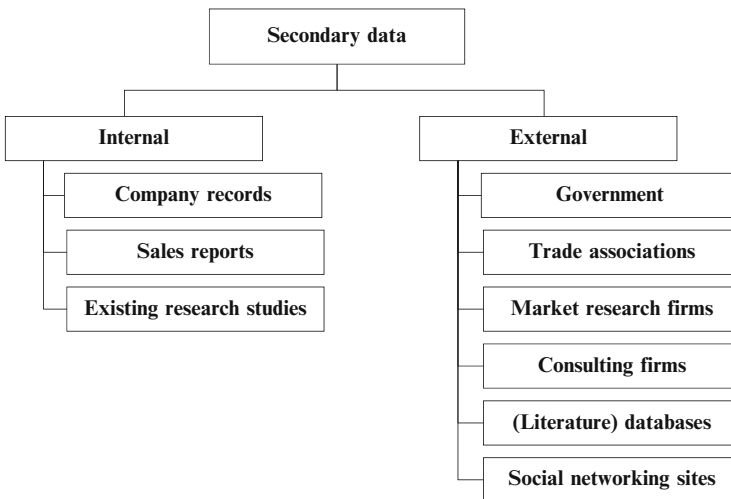 Secondary data
Internal
Company records
Sales reports
Existing research studies
External
Government
Trade associations
Market research firms
Consulting firms
(Literature) databases
Social networking sites